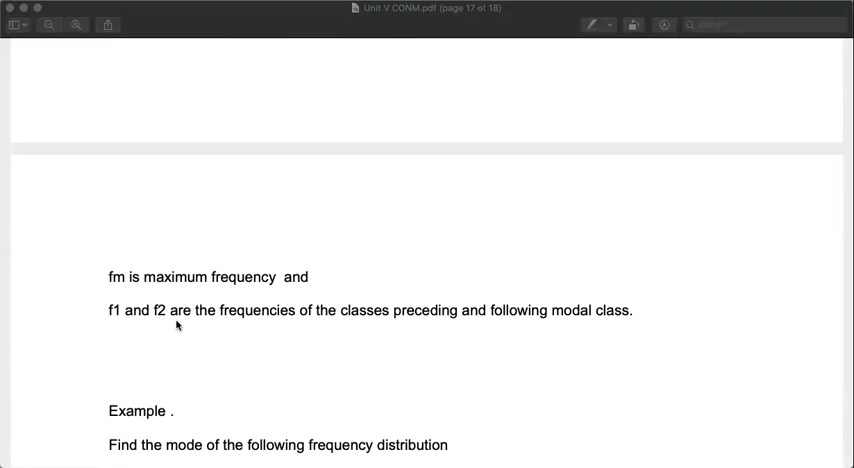 Unit V CONM.pdf (page 17 of 18)
Search
fm is maximum frequency  and
f1 and f2 are the frequencies of the classes preceding and following modal class.
Example .
Find the mode of the following frequency distribution